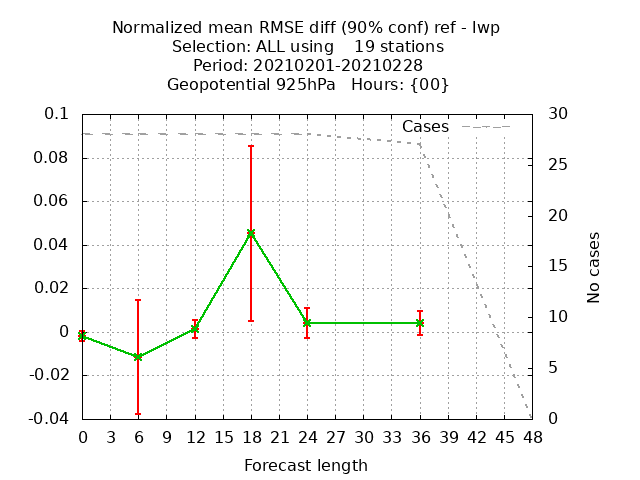 Normalized mean RMSE diff (90% conf) ref - lwp
Selection: ALL using    19 stations
Period: 20210201-20210228
Geopotential 925hPa   Hours: {00}
0.1
0.08
0.06
0.04
0.02
0
-0.02
-0.04
Cases
30
25
20
15
10
5
0
No cases
0 3 6 9 12 15 18 21 24 27 30 33 36 39 42 45 48
Forecast length